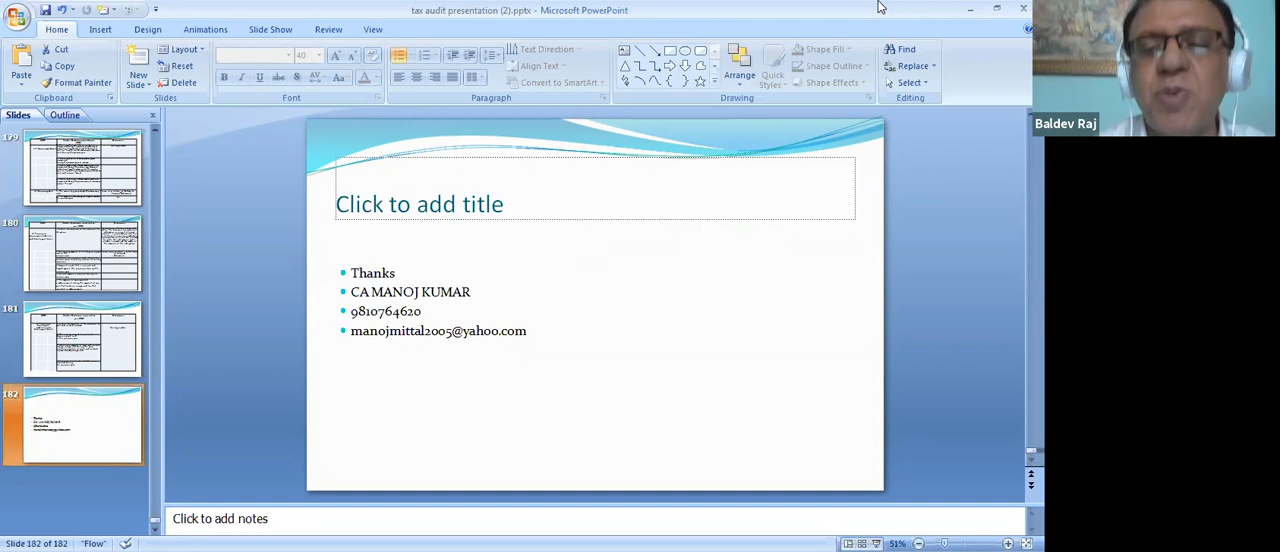 tax audit presentation (2).pptx - Microsoft PowerPoint
Home Insert Design Animations Slide Show Review View
Paste
Cut
Copy
Format Painter
Clipboard
New Slide
Layout
Reset
Delete
Slides
40
Font
Text Direction
Align Text
Convert to SmartArt
Paragraph
Arrange
Quick Styles
Shape Fill
Shape Outline
Shape Effects
Drawing
Find
Replace
Select
Editing
Baldev Raj
Slides Outline
179
180
181
182
Click to add title
Thanks
CA MANOJ KUMAR
9810764620
manojmittal2005@yahoo.com
Click to add notes
Slide 182 of 182 "Flow" 51%